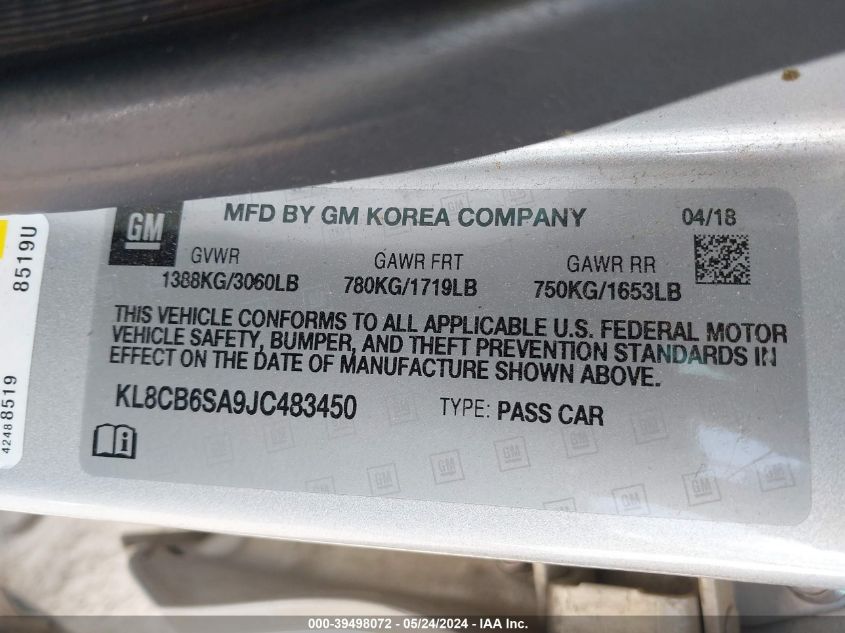 GM
MFD BY GM KOREA COMPANY 04/18
GVWR GAWR FRT GAWR RR
1388KG/3060LB 780KG/1719LB 750KG/1653LB
THIS VEHICLE CONFORMS TO ALL APPLICABLE U.S. FEDERAL MOTOR
VEHICLE SAFETY, BUMPER, AND THEFT PREVENTION STANDARDS IN
EFFECT ON THE DATE OF MANUFACTURE SHOWN ABOVE.
KL8CB6SA9JC483450 TYPE: PASS CAR
8519U
42488519
000-39498072 - 05/24/2024 - IAA Inc.